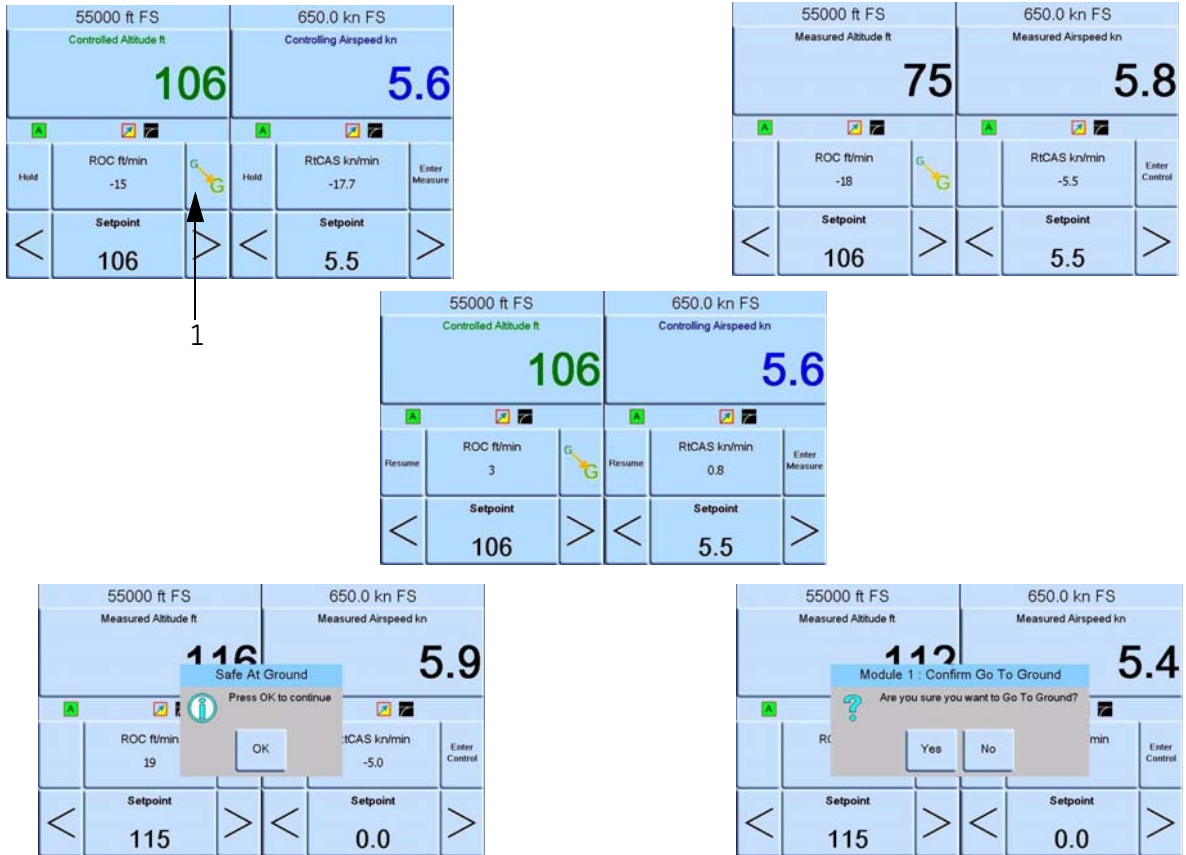 55000 ft FS 650.0 kn FS
Controlled Altitude ft Controlling Airspeed kn
106 5.6
A A
Hold ROC ft/min G G Hold RtCAS kn/min Enter Measure
-15 -17.7
Setpoint Setpoint
< 106 > < 5.5 >
1
55000 ft FS 650.0 kn FS
Measured Altitude ft Measured Airspeed kn
75 5.8
A A
ROC ft/min G G RtCAS kn/min Enter Control
-18 -5.5
Setpoint Setpoint
< 106 > < 5.5 >
55000 ft FS 650.0 kn FS
Controlled Altitude ft Controlling Airspeed kn
106 5.6
A A
Resume ROC ft/min G G Resume RtCAS kn/min Enter Measure
3 0.8
Setpoint Setpoint
< 106 > < 5.5 >
55000 ft FS 650.0 kn FS
Measured Altitude ft Measured Airspeed kn
116 5.9
Safe At Ground
Press OK to continue
A
OK
ROC ft/min tCAS kn/min Enter Control
19 -5.0
Setpoint Setpoint
< 115 > < 0.0 >
55000 ft FS 650.0 kn FS
Measured Altitude ft Measured Airspeed kn
112 5.4
Module 1 : Confirm Go To Ground
? Are you sure you want to Go To Ground?
A
Yes No
RO min Enter Control
Setpoint Setpoint
< 115 > < 0.0 >